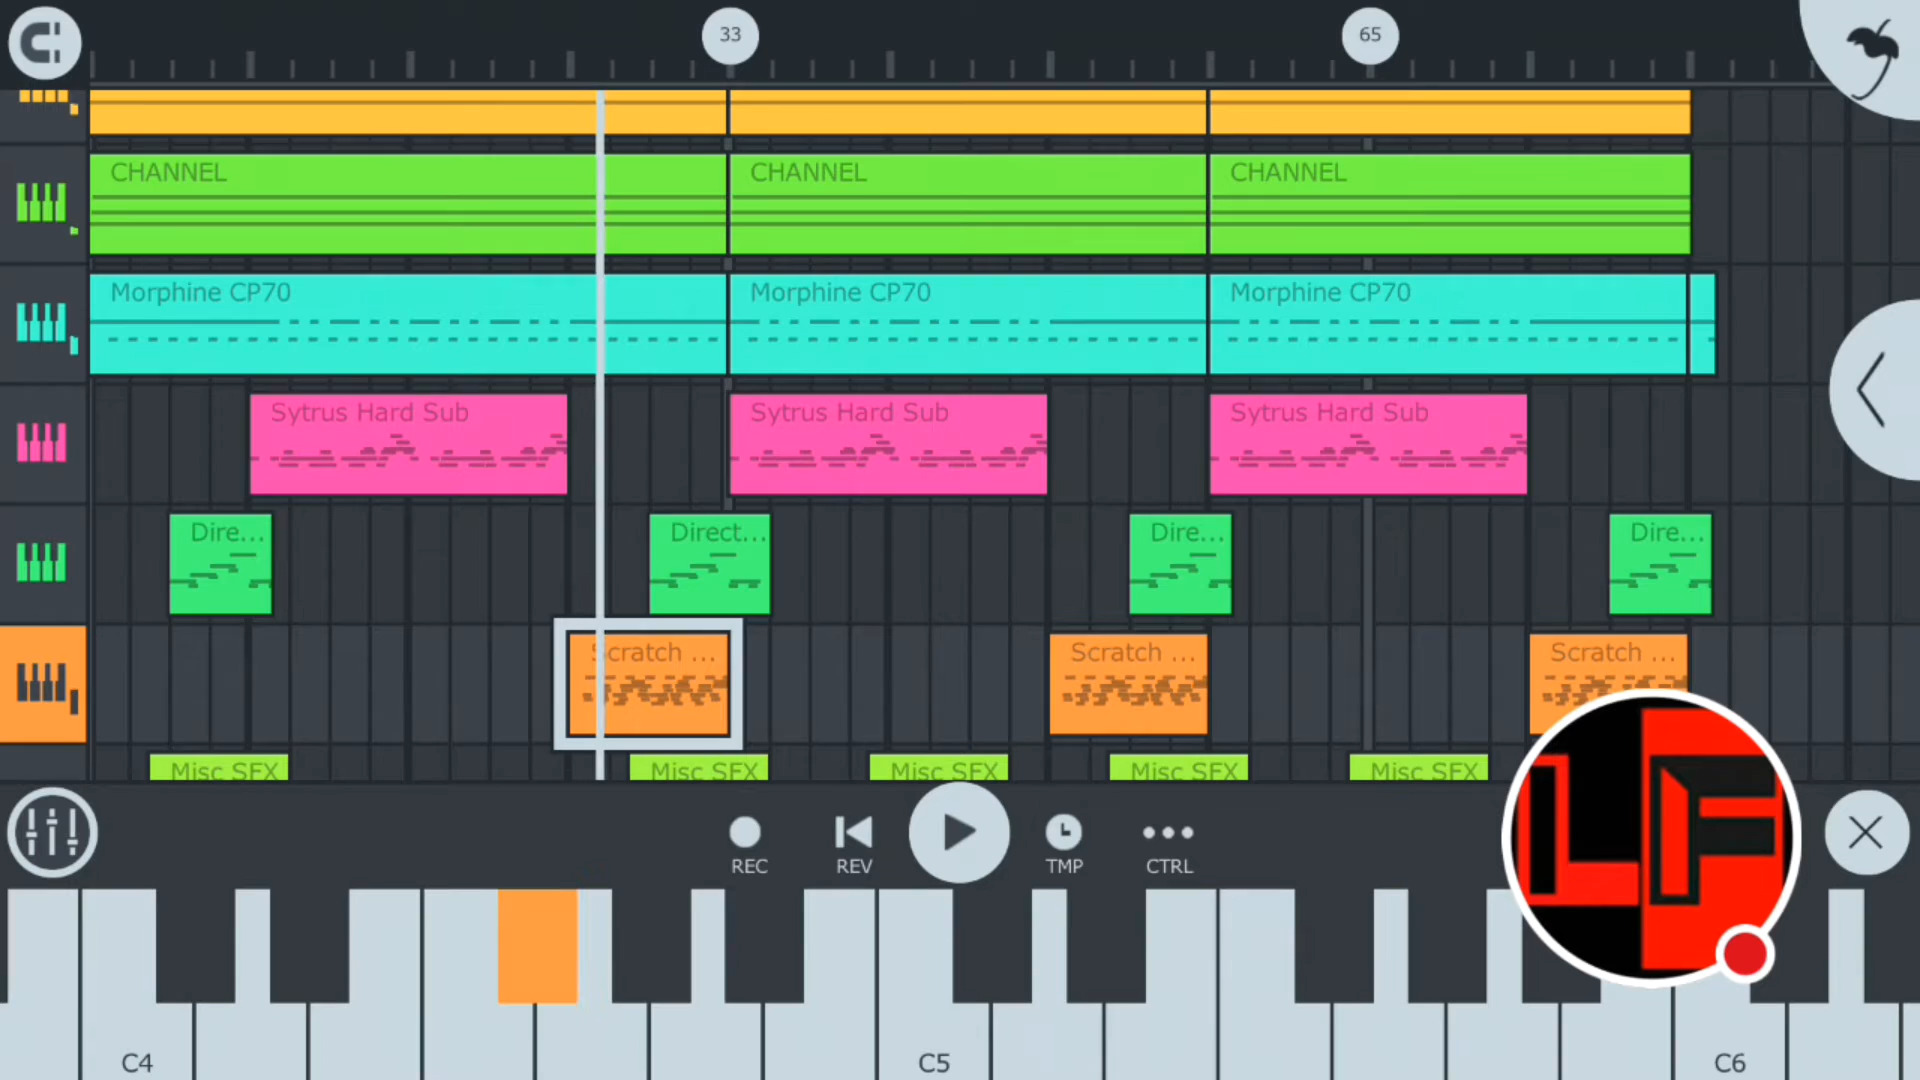 33 65
CHANNEL CHANNEL CHANNEL
Morphine CP70 Morphine CP70 Morphine CP70
Sytrus Hard Sub Sytrus Hard Sub Sytrus Hard Sub
Dire... Direct... Dire... Dire...
Scratch ... Scratch ... Scratch ...
Misc SFX Misc SFX Misc SFX Misc SFX Misc SFX
REC REV TMP CTRL
LF
C4 C5 C6